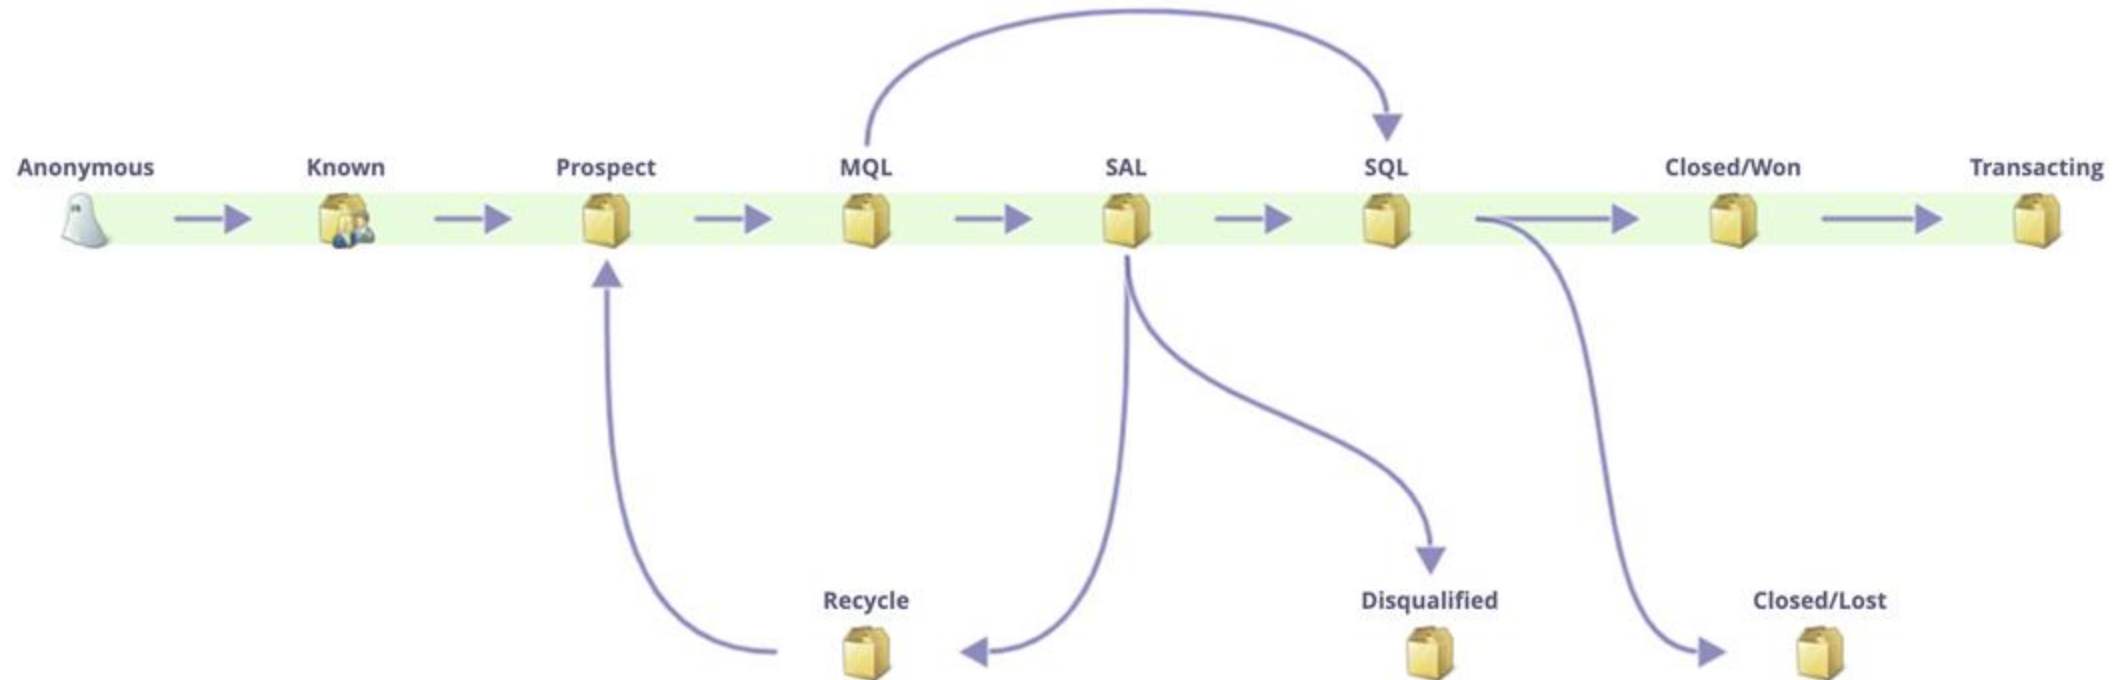 Anonymous
Known
Prospect
MQL
SAL
SQL
Closed/Won
Transacting
Recycle
Disqualified
Closed/Lost